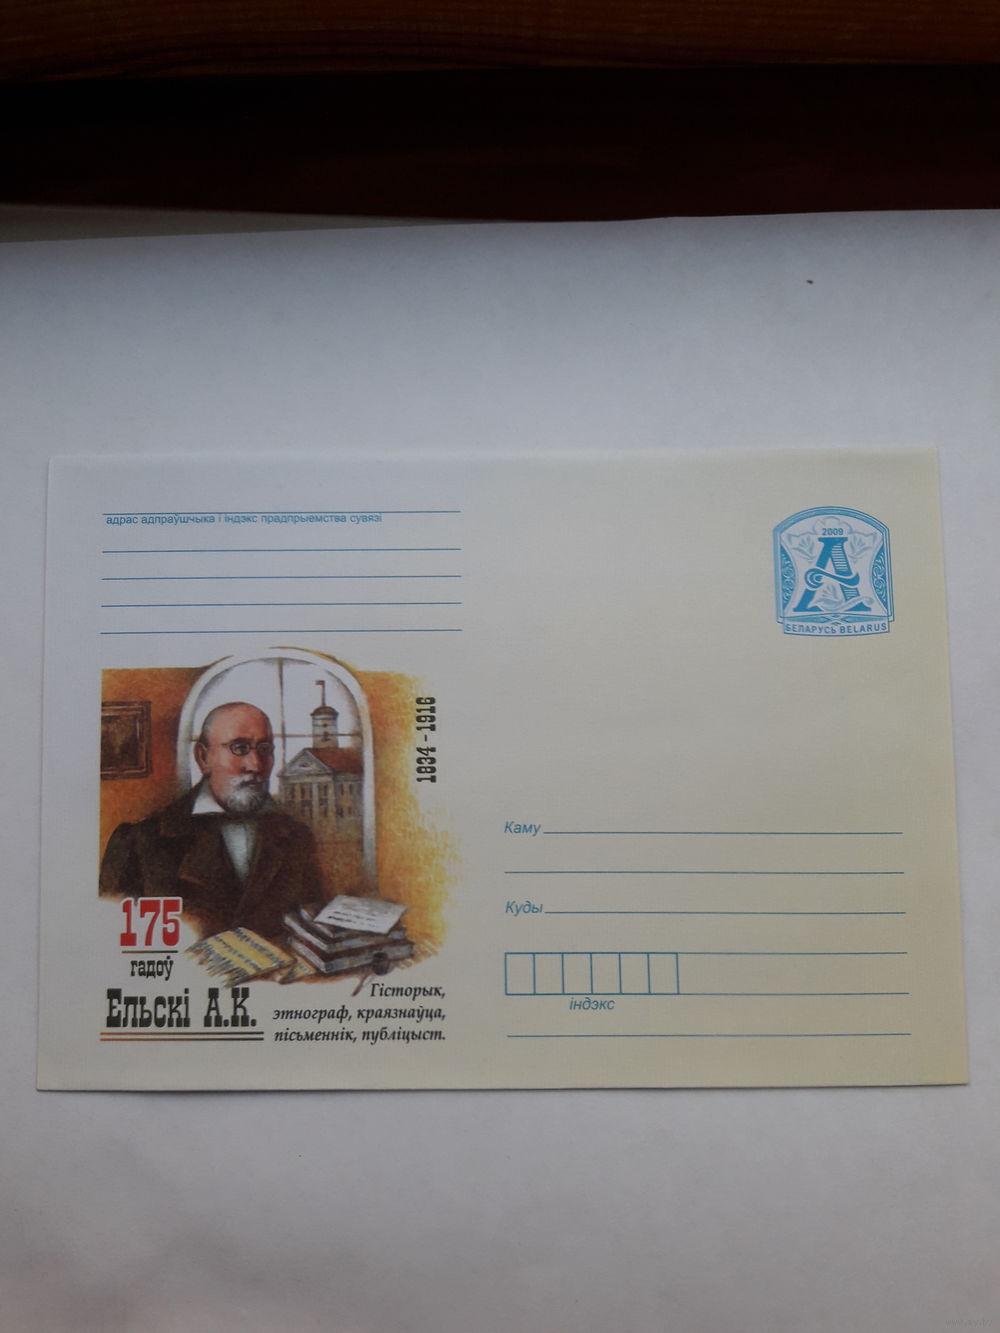 адрас адпраўшчыка і індэкс прадпрыемства сувязі
2009
А
БЕЛАРУСЬ BELARUS
1834 - 1916
Каму
Куды
індэкс
175
гадоў
Ельскі А.К.
Гісторык,
этнограф, краязнаўца,
пісьменнік, публіцыст.